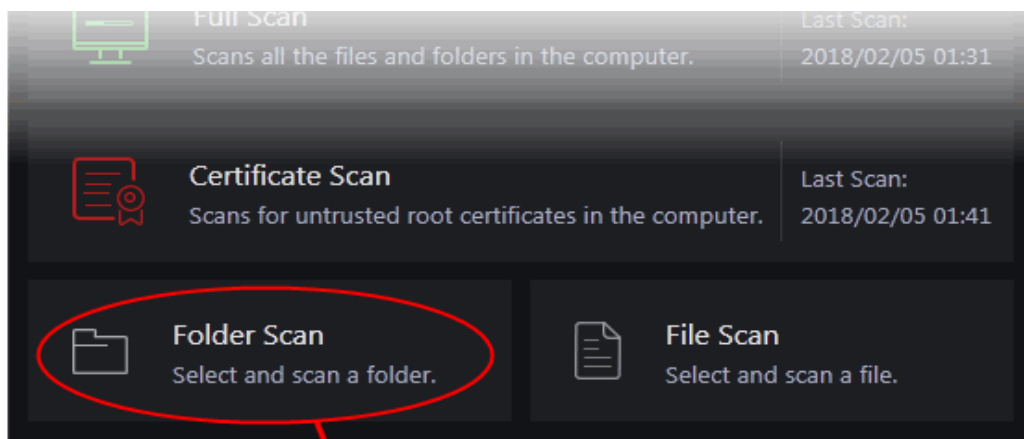 Full Scan
Last Scan:
Scans all the files and folders in the computer.
2018/02/05 01:31
Certificate Scan
Last Scan:
Scans for untrusted root certificates in the computer.
2018/02/05 01:41
Folder Scan
Select and scan a folder.
File Scan
Select and scan a file.